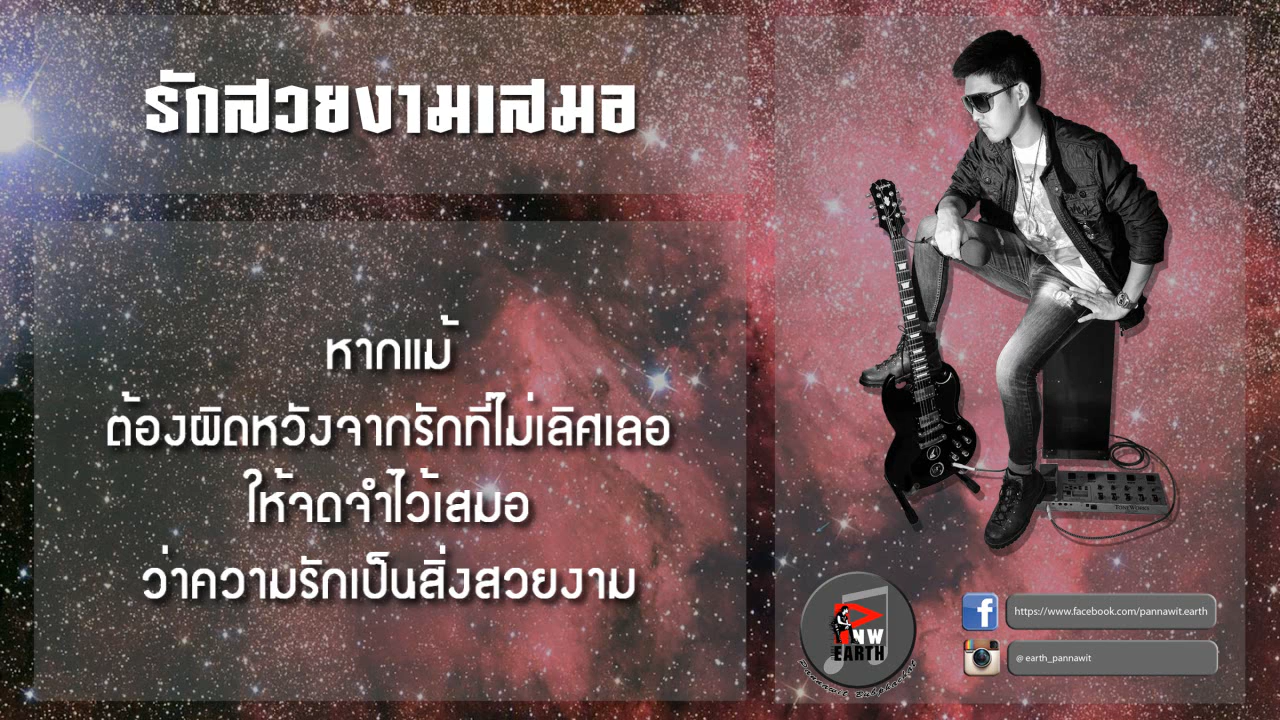 รักสวยงามเสมอ
หากแม้
ต้องผิดหวังจากรักที่ไม่เลิศเลอ
ให้จดจำไว้เสมอ
ว่าความรักเป็นสิ่งสวยงาม
Epiphone
TONEWORKS
PNW
EARTH
https://www.facebook.com/pannawit.earth
@ earth_pannawit